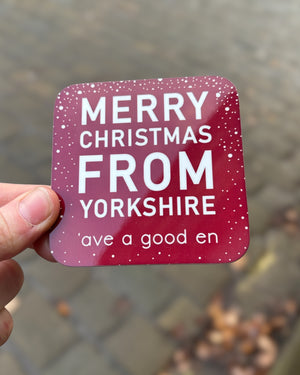 MERRY
CHRISTMAS
FROM
YORKSHIRE
'ave a good en